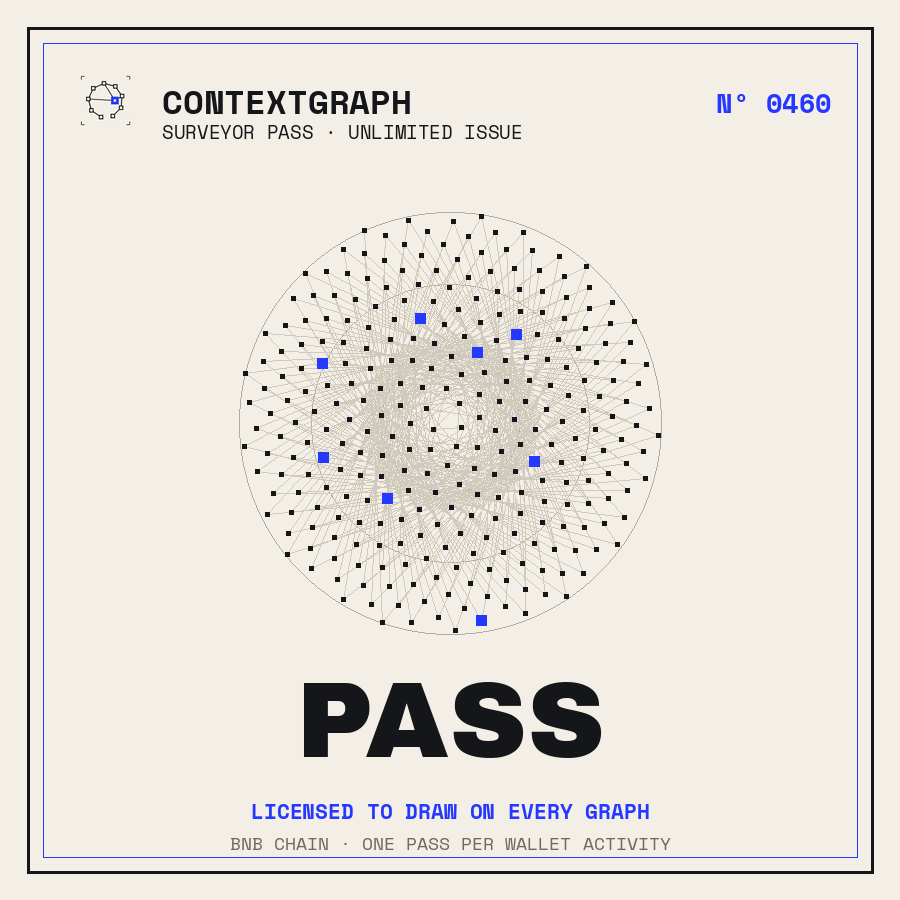 CONTEXTGRAPH
N° 0460
SURVEYOR PASS · UNLIMITED ISSUE
PASS
LICENSED TO DRAW ON EVERY GRAPH
BNB CHAIN · ONE PASS PER WALLET ACTIVITY